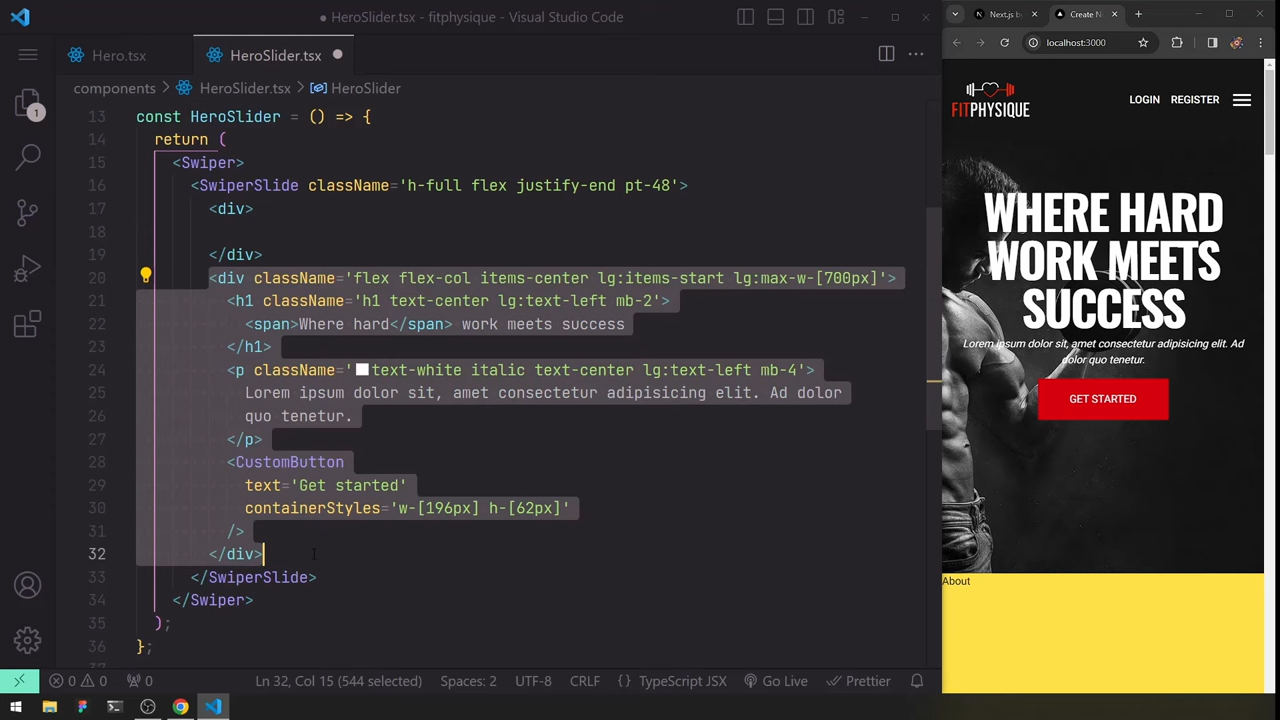 HeroSlider.tsx - fitphysique - Visual Studio Code
Hero.tsx
HeroSlider.tsx
components > HeroSlider.tsx > HeroSlider
13 const HeroSlider = () => {
14 return (
15 <Swiper>
16 <SwiperSlide className='h-full flex justify-end pt-48'>
17 <div>
18
19 </div>
20 <div className='flex flex-col items-center lg:items-start lg:max-w-[700px]'>
21 <h1 className='h1 text-center lg:text-left mb-2'>
22 <span>Where hard</span> work meets success
23 </h1>
24 <p className='text-white italic text-center lg:text-left mb-4'>
25 Lorem ipsum dolor sit, amet consectetur adipisicing elit. Ad dolor
26 quo tenetur.
27 </p>
28 <CustomButton
29 text='Get started'
30 containerStyles='w-[196px] h-[62px]'
31 />
32 </div>
33 </SwiperSlide>
34 </Swiper>
35 );
36 };
1
0 0 0
Ln 32, Col 15 (544 selected)
Spaces: 2
UTF-8
CRLF
{} TypeScript JSX
Go Live
Prettier
Next.js by
Create N
localhost:3000
FITPHYSIQUE
LOGIN REGISTER
WHERE HARD
WORK MEETS
SUCCESS
Lorem ipsum dolor sit, amet consectetur adipisicing elit. Ad
dolor quo tenetur.
GET STARTED
About